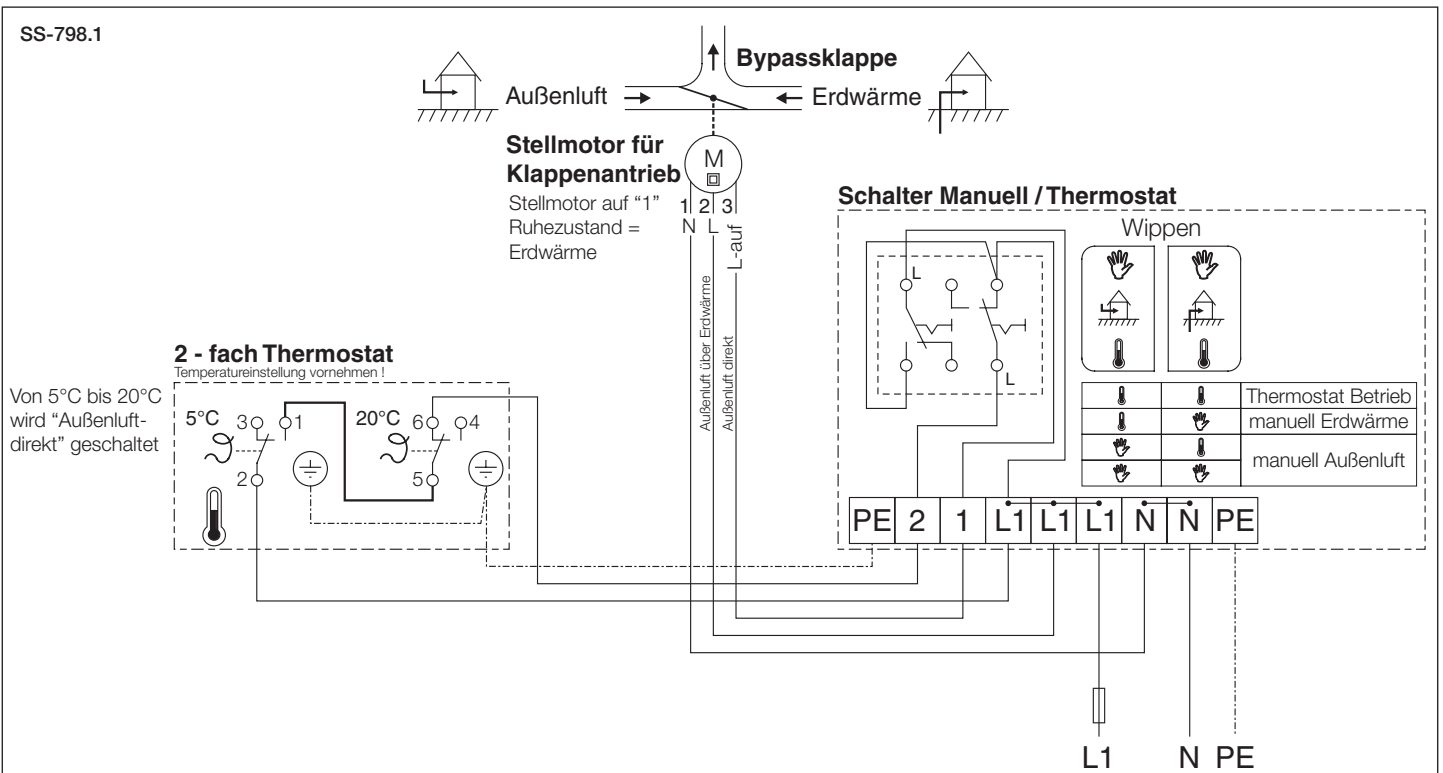 SS-798.1
Bypassklappe
Außenluft
Erdwärme
Stellmotor für
Klappenantrieb
M
Stellmotor auf “1”
Ruhezustand =
Erdwärme
1 2 3
N L L-auf
Außenluft über Erdwärme
Außenluft direkt
Schalter Manuell / Thermostat
Wippen
L
L
Thermostat Betrieb
manuell Erdwärme
manuell Außenluft
2 - fach Thermostat
Temperatureinstellung vornehmen !
Von 5°C bis 20°C
wird “Außenluft-
direkt” geschaltet
5°C 3 1 20°C 6 4
2 5
PE 2 1 L1 L1 L1 N N PE
L1 N PE